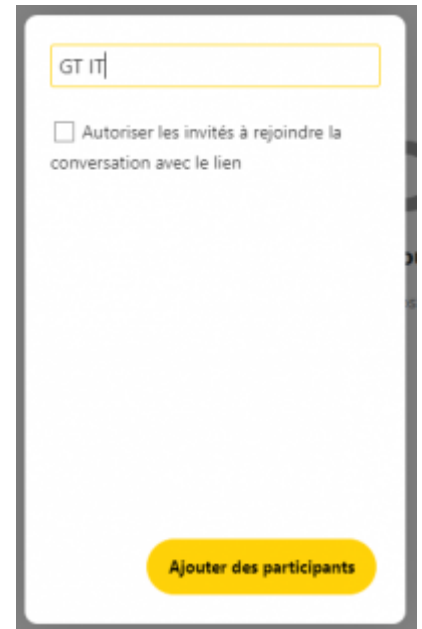 GT IT
Autoriser les invités à rejoindre la
conversation avec le lien
Ajouter des participants